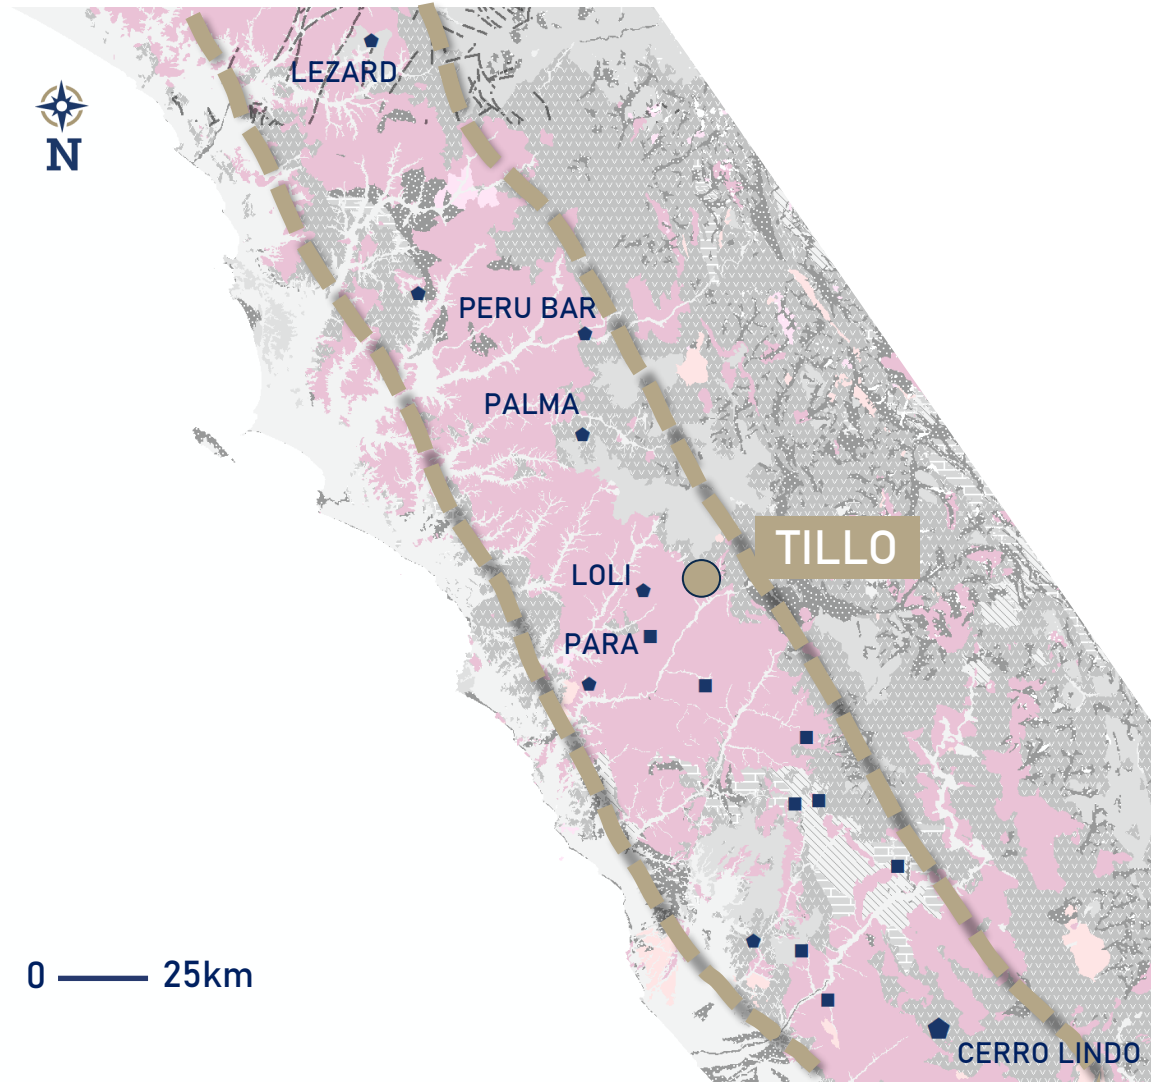 LEZARD
N
PERU BAR
PALMA
TILLO
LOLI
PARA
0 25km
CERRO LINDO